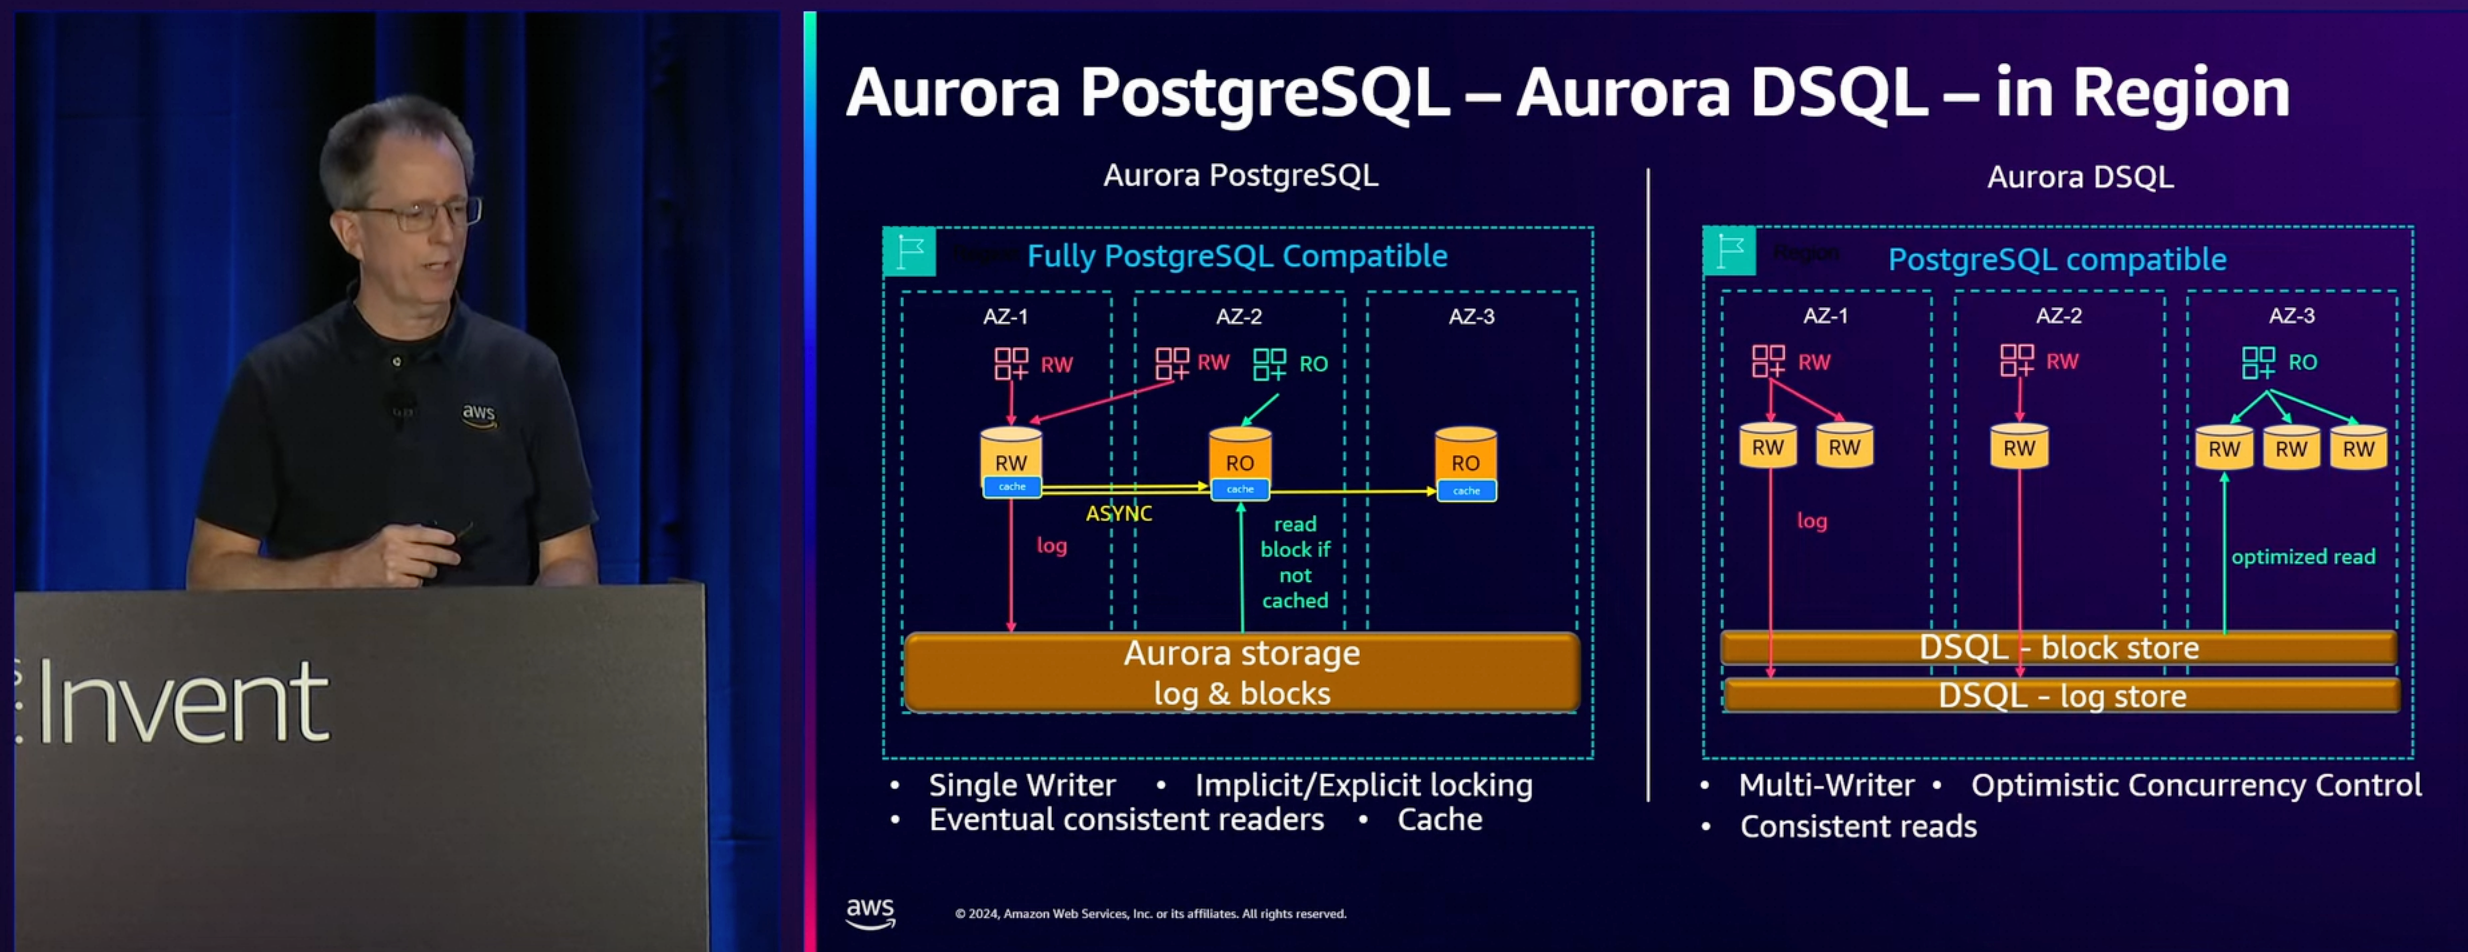 aws
S
: Invent
Aurora PostgreSQL – Aurora DSQL – in Region
Aurora PostgreSQL
Fully PostgreSQL Compatible
AZ-1
AZ-2
AZ-3
RW
RW
RO
RW
cache
RO
cache
RO
cache
ASYNC
log
read
block if
not
cached
Aurora storage
log & blocks
• Single Writer • Implicit/Explicit locking
• Eventual consistent readers • Cache
Aurora DSQL
Region
PostgreSQL compatible
AZ-1
AZ-2
AZ-3
RW
RW
RO
RW
RW
RW
RW
RW
RW
log
optimized read
DSQL - block store
DSQL - log store
• Multi-Writer • Optimistic Concurrency Control
• Consistent reads
aws
© 2024, Amazon Web Services, Inc. or its affiliates. All rights reserved.